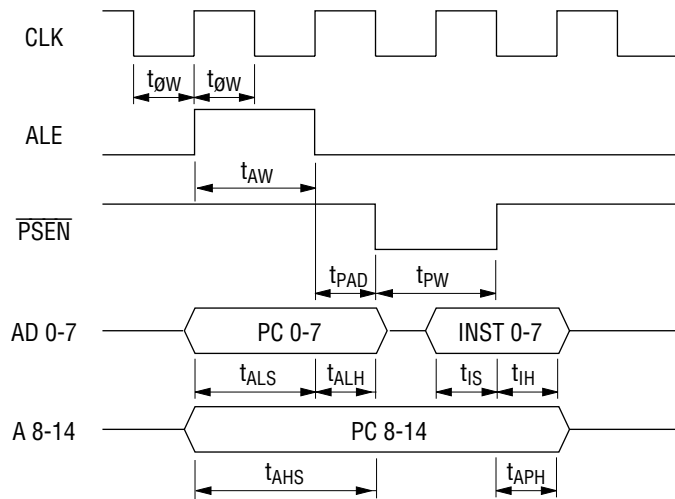 CLK
tøW tøW
ALE
tAW
PSEN
tPAD tPW
AD 0-7 PC 0-7 INST 0-7
tALS tALH tIS tIH
A 8-14 PC 8-14
tAHS tAPH